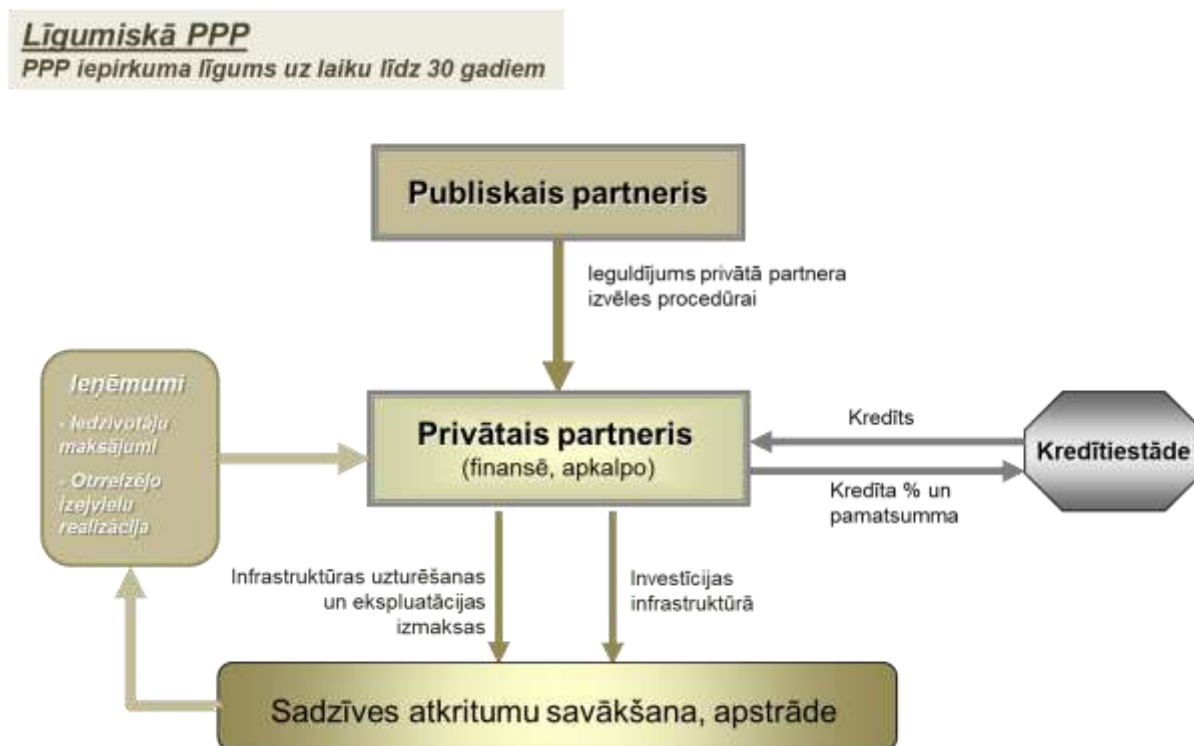 Līgumiskā PPP
PPP iepirkuma līgums uz laiku līdz 30 gadiem
Publiskais partneris
Ieguldījums privātā partnera
izvēles procedūrai
Ieņēmumi
- Iedzīvotāju
maksājumi
- Otrreizējo
izejvielu
realizācija
Privātais partneris
(finansē, apkalpo)
Kredīts
Kredīta % un
pamatsumma
Kredītiestāde
Infrastruktūras uzturēšanas
un ekspluatācijas
izmaksas
Investīcijas
infrastruktūrā
Sadzīves atkritumu savākšana, apstrāde